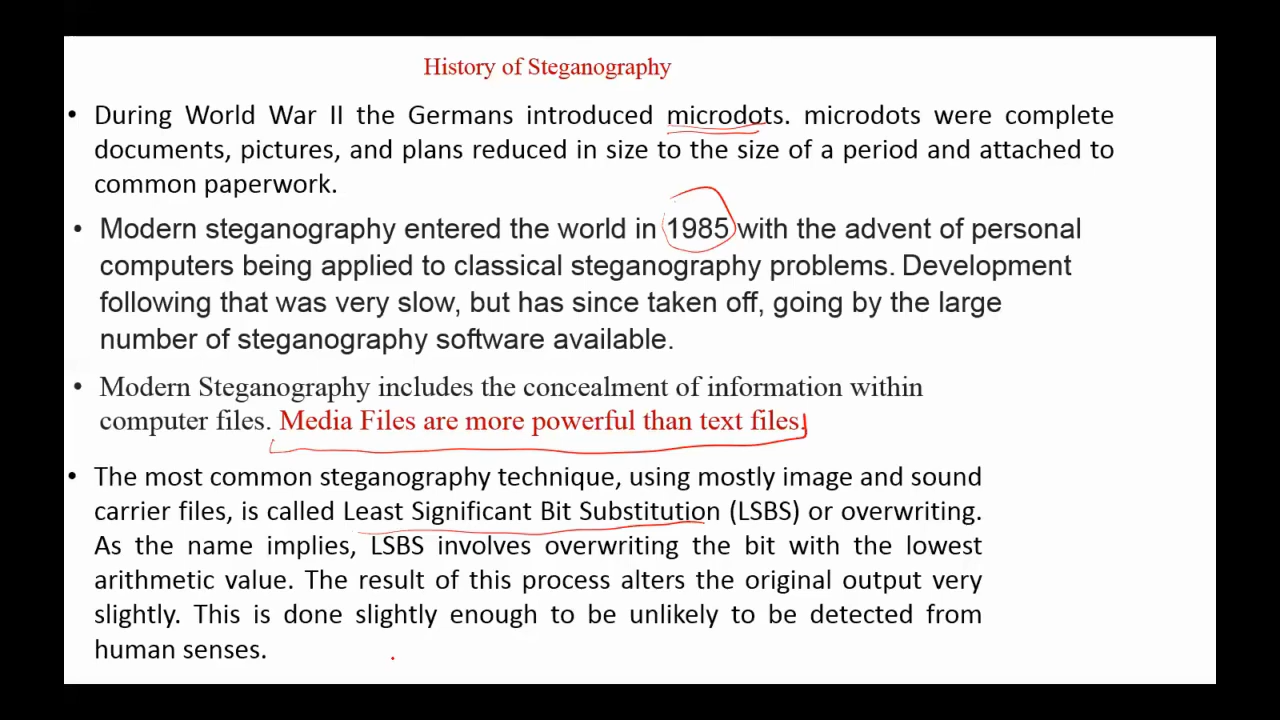 History of Steganography
• During World War II the Germans introduced microdots. microdots were complete
documents, pictures, and plans reduced in size to the size of a period and attached to
common paperwork.
• Modern steganography entered the world in 1985 with the advent of personal
computers being applied to classical steganography problems. Development
following that was very slow, but has since taken off, going by the large
number of steganography software available.
• Modern Steganography includes the concealment of information within
computer files. Media Files are more powerful than text files.
• The most common steganography technique, using mostly image and sound
carrier files, is called Least Significant Bit Substitution (LSBS) or overwriting.
As the name implies, LSBS involves overwriting the bit with the lowest
arithmetic value. The result of this process alters the original output very
slightly. This is done slightly enough to be unlikely to be detected from
human senses.